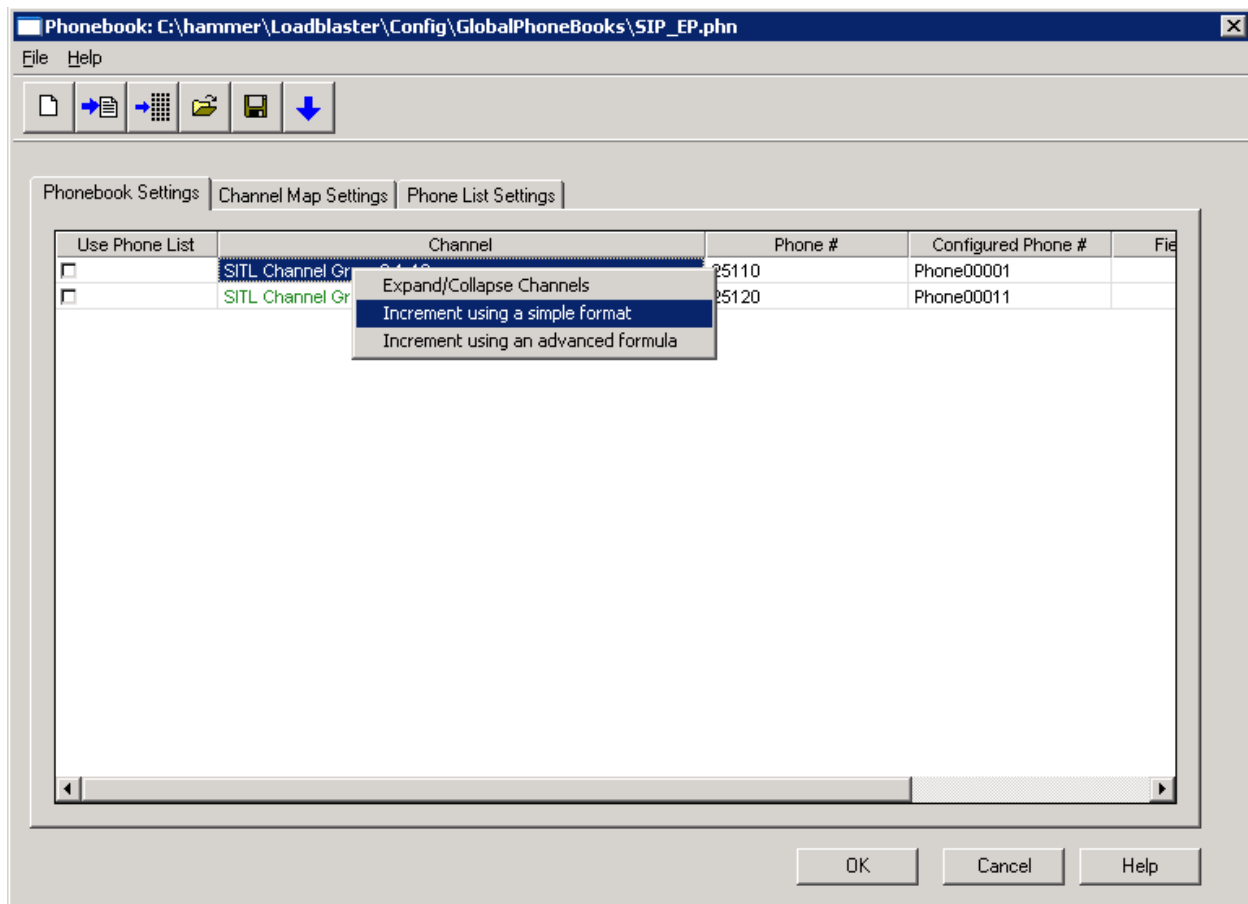 Phonebook: C:\hammer\Loadblaster\Config\GlobalPhoneBooks\SIP_EP.phn
File Help
Phonebook Settings Channel Map Settings Phone List Settings
Use Phone List Channel Phone # Configured Phone # Fie
SITL Channel Gr 25110 Phone00001
SITL Channel Gr 25120 Phone00011
Expand/Collapse Channels
Increment using a simple format
Increment using an advanced formula
OK Cancel Help